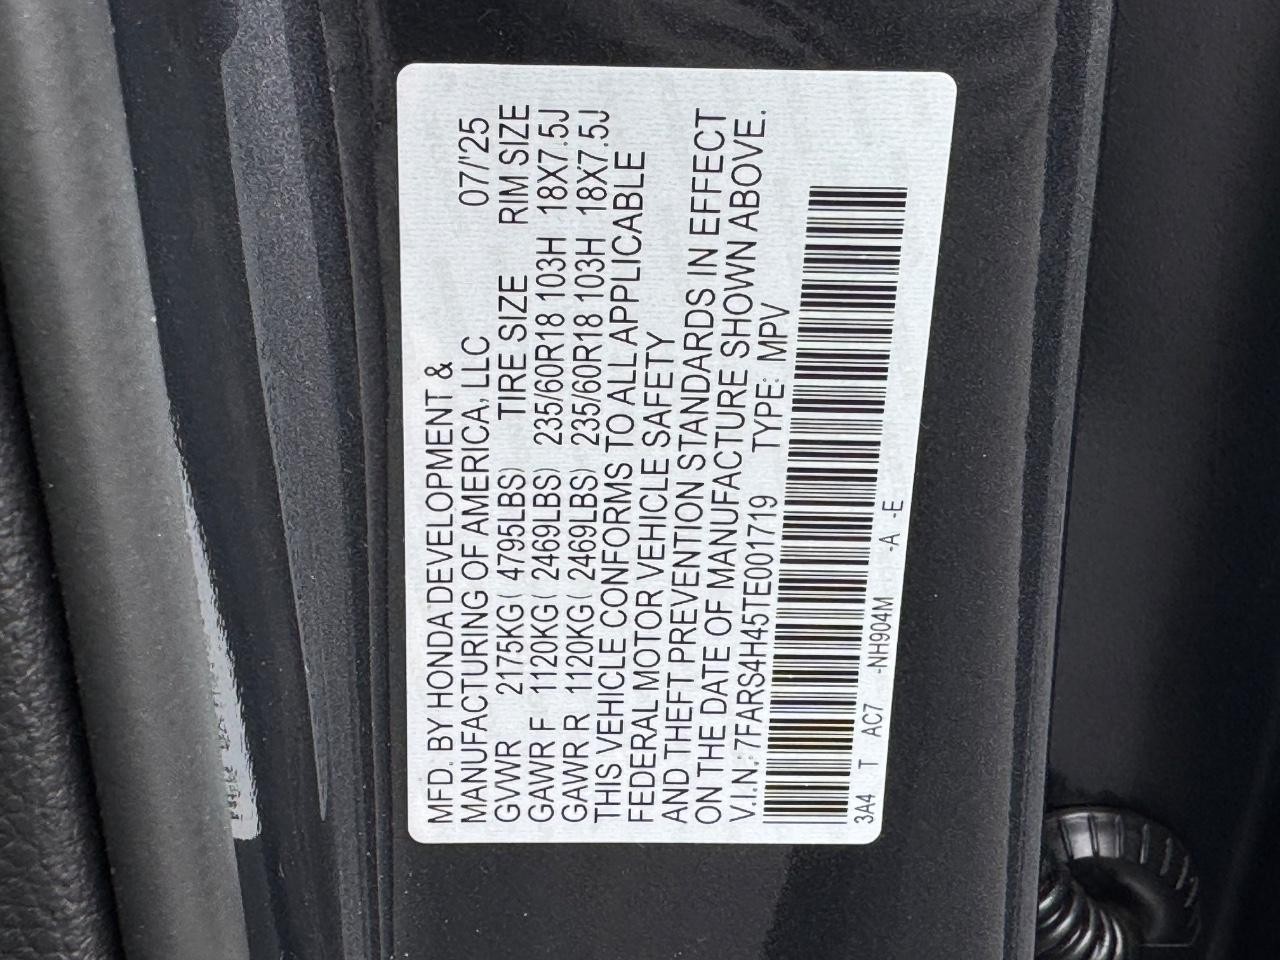 MFD. BY HONDA DEVELOPMENT &
MANUFACTURING OF AMERICA, LLC 07/'25
GVWR 2175KG ( 4795LBS) TIRE SIZE RIM SIZE
GAWR F 1120KG ( 2469LBS) 235/60R18 103H 18X7.5J
GAWR R 1120KG ( 2469LBS) 235/60R18 103H 18X7.5J
THIS VEHICLE CONFORMS TO ALL APPLICABLE
FEDERAL MOTOR VEHICLE SAFETY
AND THEFT PREVENTION STANDARDS IN EFFECT
ON THE DATE OF MANUFACTURE SHOWN ABOVE.
V.I.N.: 7FARS4H45TE001719 TYPE: MPV
3A4 T AC7 -NH904M -A -E